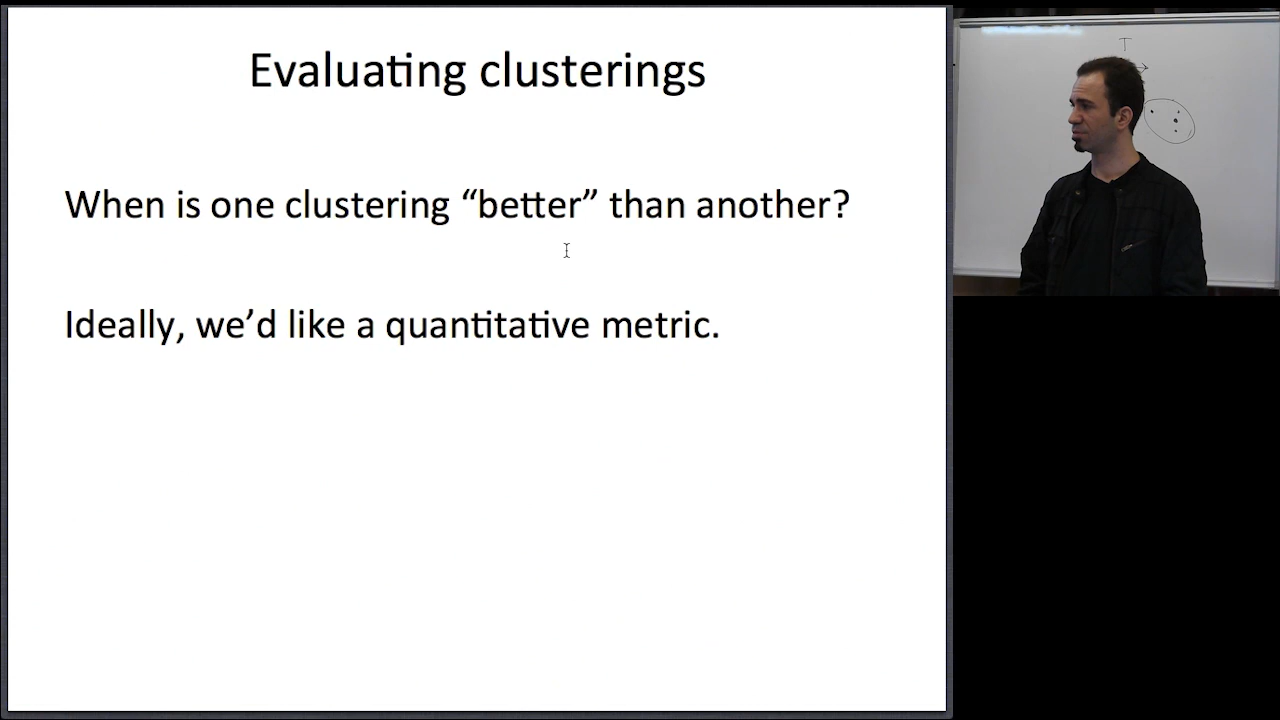 Evaluating clusterings
When is one clustering “better” than another?
Ideally, we’d like a quantitative metric.
T